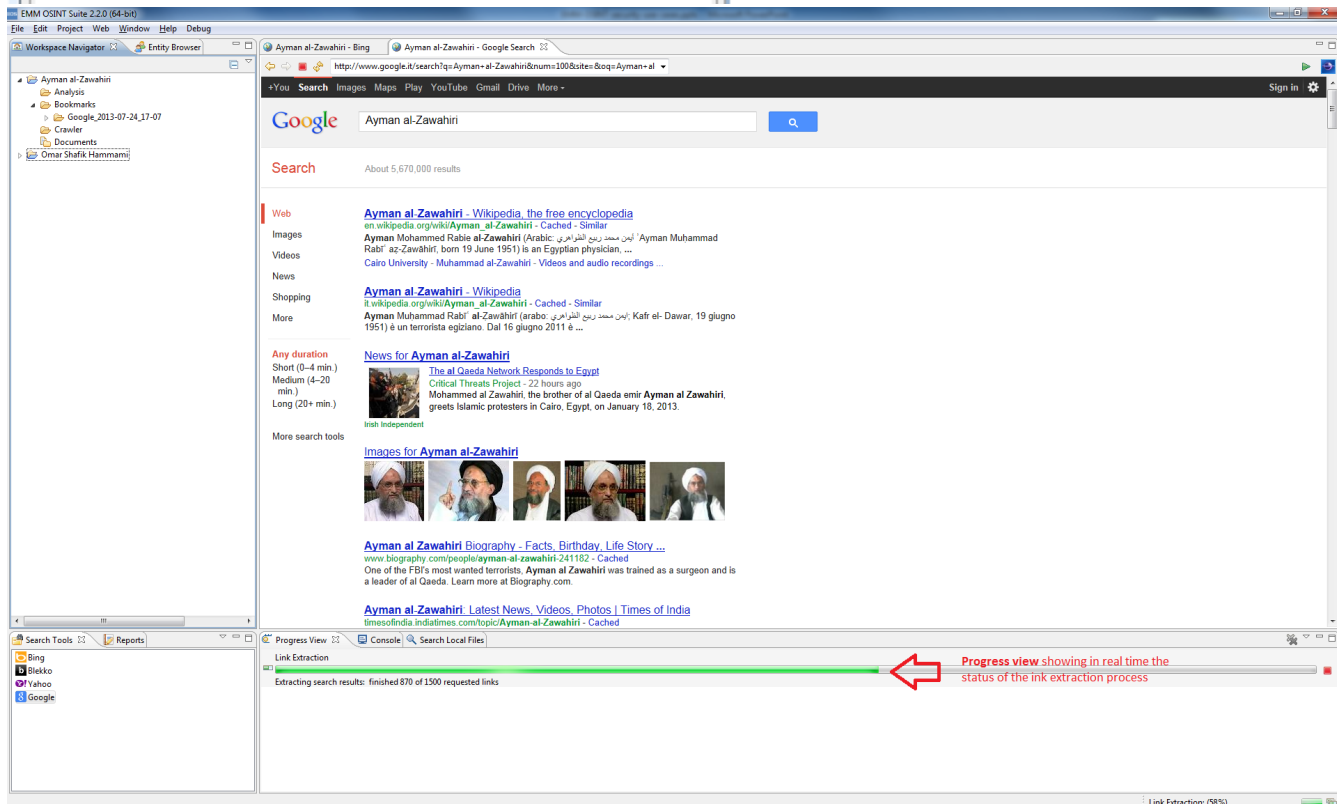 EMM OSINT Suite 2.2.0 (64-bit)
File Edit Project Web Window Help Debug
Workspace Navigator Entity Browser
Ayman al-Zawahiri
Analysis
Bookmarks
Google_2013-07-24_17-07
Crawler
Documents
Omar Shafik Hammami
Ayman al-Zawahiri - Bing Ayman al-Zawahiri - Google Search
http://www.google.it/search?q=Ayman+al-Zawahiri&num=100&site=&oq=Ayman+al
+You Search Images Maps Play YouTube Gmail Drive More Sign in
Google Ayman al-Zawahiri
Search About 5,670,000 results
Web
Images
Videos
News
Shopping
More
Any duration
Short (0–4 min.)
Medium (4–20
min.)
Long (20+ min.)
More search tools
Ayman al-Zawahiri - Wikipedia, the free encyclopedia
en.wikipedia.org/wiki/Ayman_al-Zawahiri - Cached - Similar
Ayman Mohammed Rabie al-Zawahiri (Arabic: أيمن محمد ربيع الظواهري ʾAyman Muḥammad
Rabīʿ aẓ-Ẓawāhirī, born 19 June 1951) is an Egyptian physician, ...
Cairo University - Muhammad al-Zawahiri - Videos and audio recordings ...
Ayman al-Zawahiri - Wikipedia
it.wikipedia.org/wiki/Ayman_al-Zawahiri - Cached - Similar
Ayman Muhammad Rabīʿ al-Zawāhirī (arabo: أيمن محمد ربيع الظواهري; Kafr el- Dawar, 19 giugno
1951) è un terrorista egiziano. Dal 16 giugno 2011 è ...
News for Ayman al-Zawahiri
The al Qaeda Network Responds to Egypt
Critical Threats Project - 22 hours ago
Mohammed al Zawahiri, the brother of al Qaeda emir Ayman al Zawahiri,
greets Islamic protesters in Cairo, Egypt, on January 18, 2013.
Irish Independent
Images for Ayman al-Zawahiri
Ayman al Zawahiri Biography - Facts, Birthday, Life Story ...
www.biography.com/people/ayman-al-zawahiri-241182 - Cached
One of the FBI's most wanted terrorists, Ayman al Zawahiri was trained as a surgeon and is
a leader of al Qaeda. Learn more at Biography.com.
Ayman al-Zawahiri: Latest News, Videos, Photos | Times of India
timesofindia.indiatimes.com/topic/Ayman-al-Zawahiri - Cached
Search Tools Reports
Bing
Blekko
Yahoo
Google
Progress View Console Search Local Files
Link Extraction
Extracting search results: finished 870 of 1500 requested links
Progress view showing in real time the
status of the ink extraction process
Link Extraction: (58%)